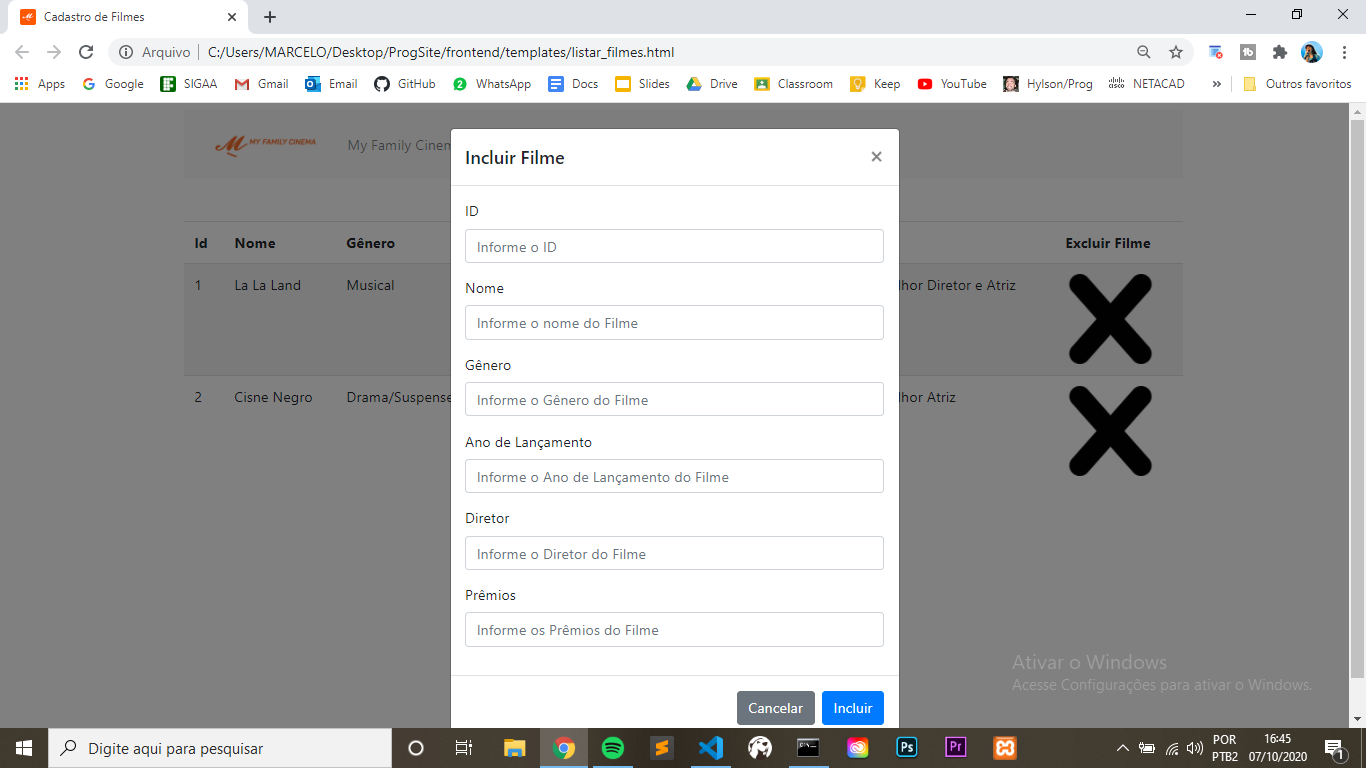 Cadastro de Filmes
Arquivo C:/Users/MARCELO/Desktop/ProgSite/frontend/templates/listar_filmes.html
Apps Google SIGAA Gmail Email GitHub WhatsApp Docs Slides Drive Classroom Keep YouTube Hylson/Prog NETACAD » Outros favoritos
MY FAMILY CINEMA My Family Cinem
Incluir Filme ×
ID
Informe o ID
Nome
Informe o nome do Filme
Gênero
Informe o Gênero do Filme
Ano de Lançamento
Informe o Ano de Lançamento do Filme
Diretor
Informe o Diretor do Filme
Prêmios
Informe os Prêmios do Filme
Cancelar Incluir
Id Nome Gênero Excluir Filme
1 La La Land Musical lhor Diretor e Atriz
2 Cisne Negro Drama/Suspense lhor Atriz
Ativar o Windows
Acesse Configurações para ativar o Windows.
Digite aqui para pesquisar
Ps Pr
POR
PTB2
16:45
07/10/2020
1